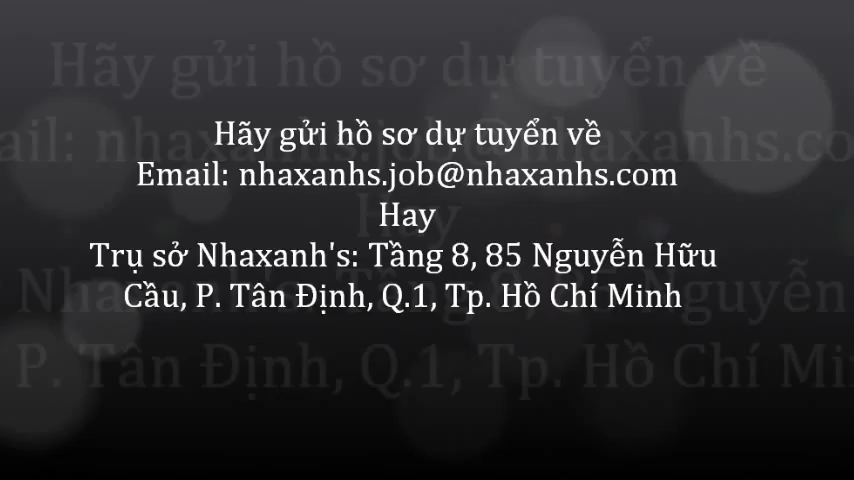 Hãy gửi hồ sơ dự tuyển về
Email: nhaxanhs.job@nhaxanhs.com
Hay
Trụ sở Nhaxanh's: Tầng 8, 85 Nguyễn Hữu
Cầu, P. Tân Định, Q.1, Tp. Hồ Chí Minh